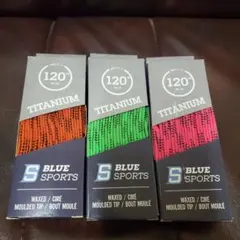 120"
TITANIUM
BLUE
SPORTS
WAXED / CIRÉ
MOULDED TIP / BOUT MOULÉ
120"
TITANIUM
BLUE
SPORTS
WAXED / CIRÉ
MOULDED TIP / BOUT MOULÉ
120"
TITANIUM
BLUE
SPORTS
WAXED / CIRÉ
MOULDED TIP / BOUT MOULÉ